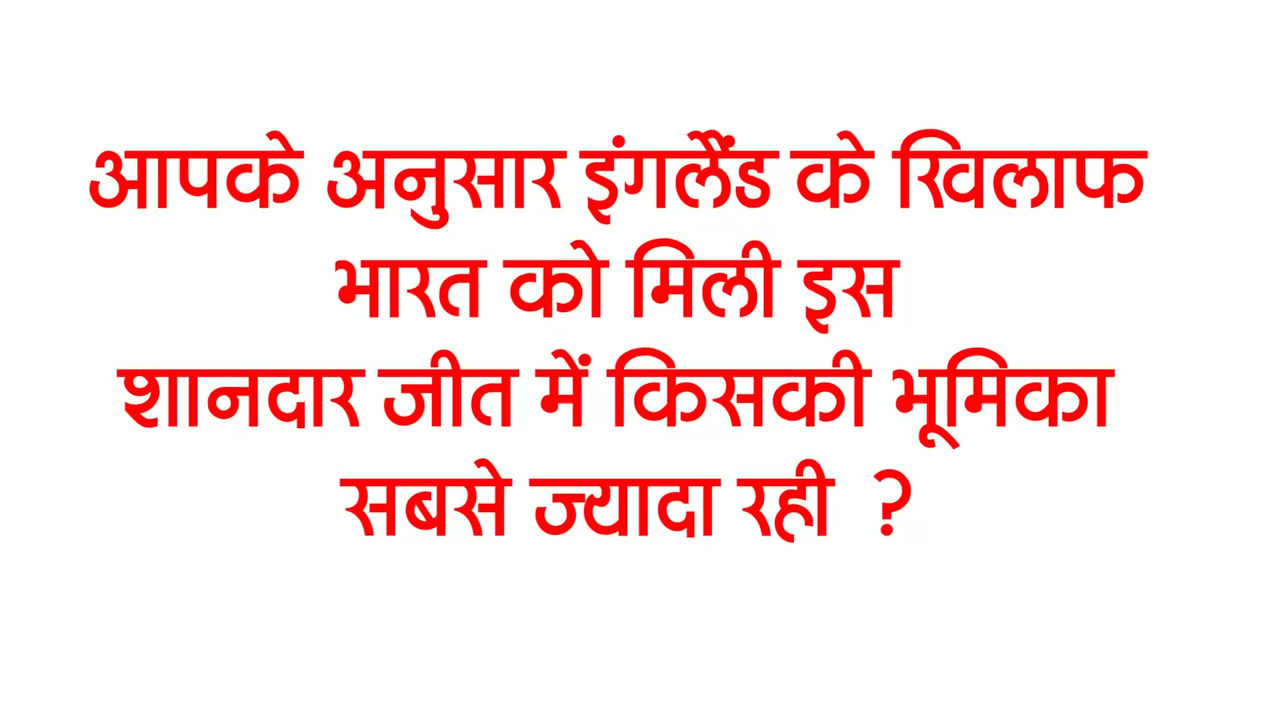 आपके अनुसार इंगलैंड के खिलाफ
भारत को मिली इस
शानदार जीत में किसकी भूमिका
सबसे ज्यादा रही ?